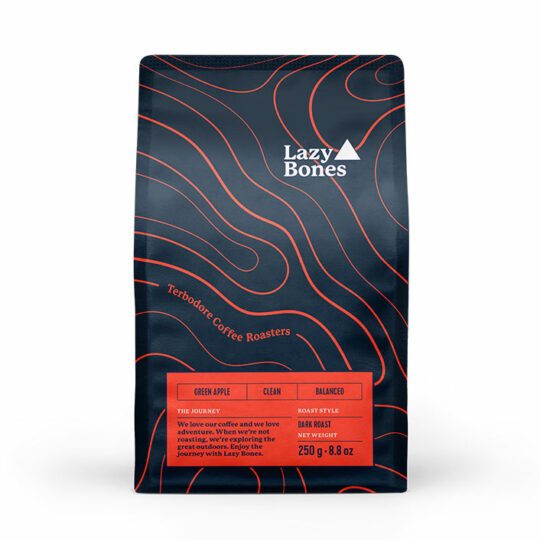 Lazy
Bones
Terbodore Coffee Roasters
GREEN APPLE
CLEAN
BALANCED
THE JOURNEY
We love our coffee and we love
adventure. When we're not
roasting, we're exploring the
great outdoors. Enjoy the
journey with Lazy Bones.
ROAST STYLE
DARK ROAST
NET WEIGHT
250 g · 8.8 oz